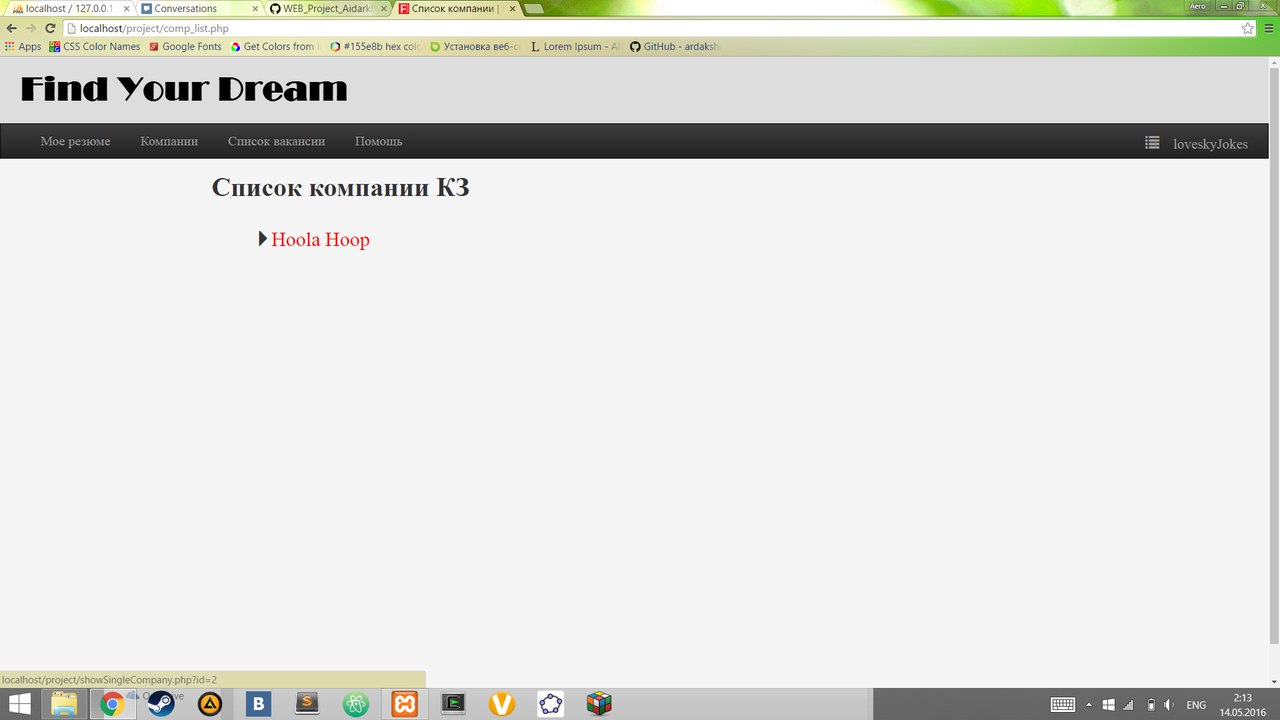 localhost / 127.0.0.1
Conversations
WEB_Project_Aidark
Список компании |
Aero
localhost/project/comp_list.php
Apps
CSS Color Names
Google Fonts
Get Colors from
#155e8b hex col
Установка веб-се
Lorem Ipsum - Al
GitHub - ardaksh
Find Your Dream
Мое резюме
Компании
Список вакансии
Помощь
loveskyJokes
Список компании КЗ
Hoola Hoop
localhost/project/showSingleCompany.php?id=2
ENG
2:13
14.05.2016